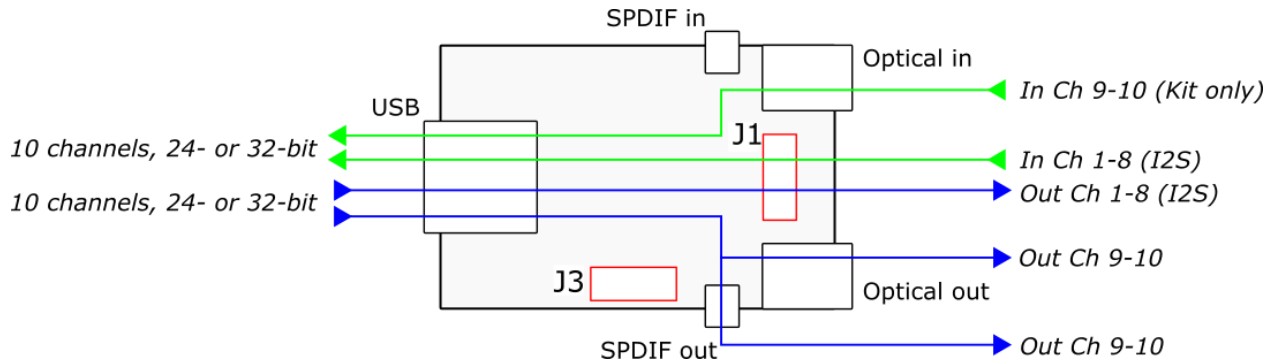 SPDIF in
Optical in
USB
In Ch 9-10 (Kit only)
J1
10 channels, 24- or 32-bit
In Ch 1-8 (I2S)
Out Ch 1-8 (I2S)
10 channels, 24- or 32-bit
Out Ch 9-10
J3
Optical out
SPDIF out
Out Ch 9-10